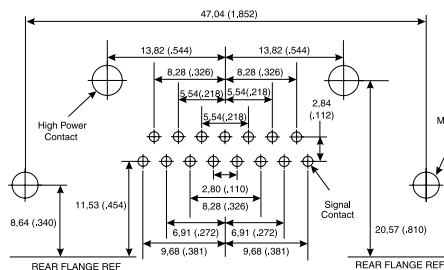 47,04 (1,852)
13,82 (.544) 13,82 (.544)
8,28 (.326) 8,28 (.326)
5,54(.218) 5,54(.218)
2,84
(.112)
5,54(.218)
High Power
Contact
M
2,80 (.110)
Signal
Contact
8,28 (.326)
11,53 (.454)
8,64 (.340)
20,57 (.810)
6,91 (.272) 6,91 (.272)
9,68 (.381) 9,68 (.381)
REAR FLANGE REF REAR FLANGE REF